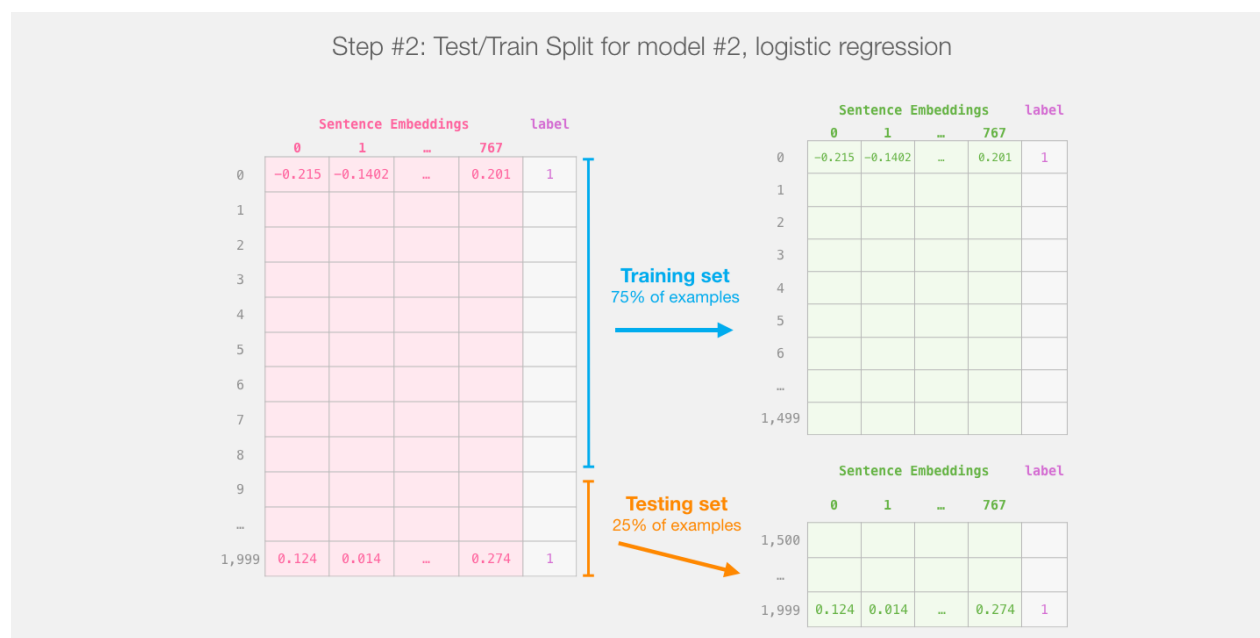 Step #2: Test/Train Split for model #2, logistic regression
Sentence Embeddings label
0 1 … 767
0 -0.215 -0.1402 … 0.201 1
1
2
3
4
5
6
7
8
9
…
1,999 0.124 0.014 … 0.274 1
Training set
75% of examples
Testing set
25% of examples
Sentence Embeddings label
0 1 … 767
0 -0.215 -0.1402 … 0.201 1
1
2
3
4
5
6
…
1,499
Sentence Embeddings label
0 1 … 767
1,500
…
1,999 0.124 0.014 … 0.274 1